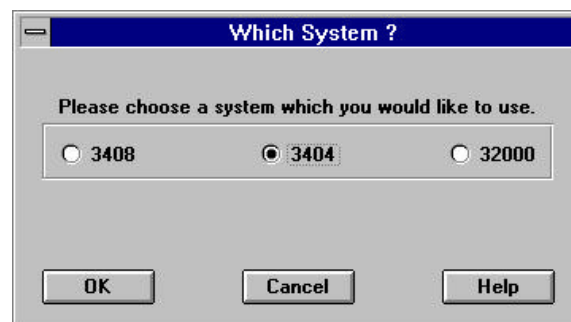 Which System ?
Please choose a system which you would like to use.
3408 3404 32000
OK Cancel Help